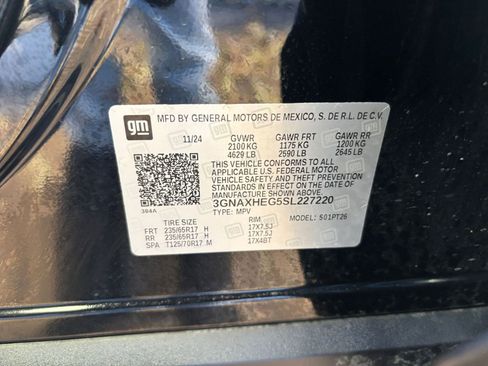 gm
MFD BY GENERAL MOTORS DE MEXICO, S. DE R.L. DE C.V.
11/24 GVWR GAWR FRT GAWR RR
2100 KG 1175 KG 1200 KG
4629 LB 2590 LB 2645 LB
THIS VEHICLE CONFORMS TO ALL
APPLICABLE U.S. FEDERAL MOTOR
VEHICLE SAFETY AND THEFT
PREVENTION STANDARDS IN EFFECT
ON THE DATE OF MANUFACTURE
SHOWN ABOVE.
3GNAXHEG5SL227220
394A TYPE: MPV MODEL: S01PT26
TIRE SIZE RIM
FRT 235/65R17 H 17X7.5J
RR 235/65R17 H 17X7.5J
SPA T125/70R17 M 17X4BT